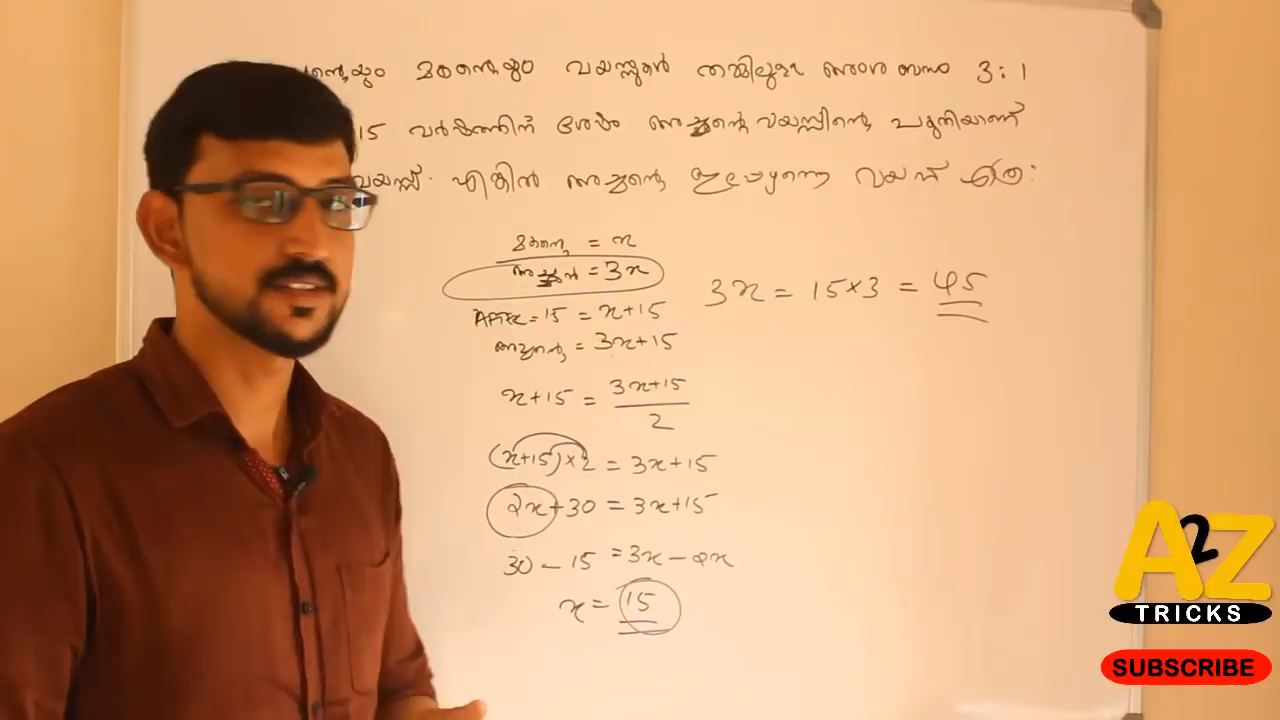 മകന്റെയും വയസ്സുകൾ തമ്മിലുള്ള അംശബന്ധം 3:1
15 വർഷത്തിന് ശേഷം അച്ഛന്റെ വയസ്സിന്റെ പകുതിയാണ്
വയസ്സ്. എങ്കിൽ അച്ഛന്റെ ഇപ്പോഴത്തെ വയസ്സ് എത്ര:
മകന്റെ = x
അച്ഛൻ = 3x
3x = 15×3 = 45
After = 15 = x+15
അച്ഛന്റെ = 3x+15
x+15 = 3x+15
2
(x+15)×2 = 3x+15
2x+30 = 3x+15
30 - 15 = 3x - 2x
x = 15
A2Z
TRICKS
SUBSCRIBE